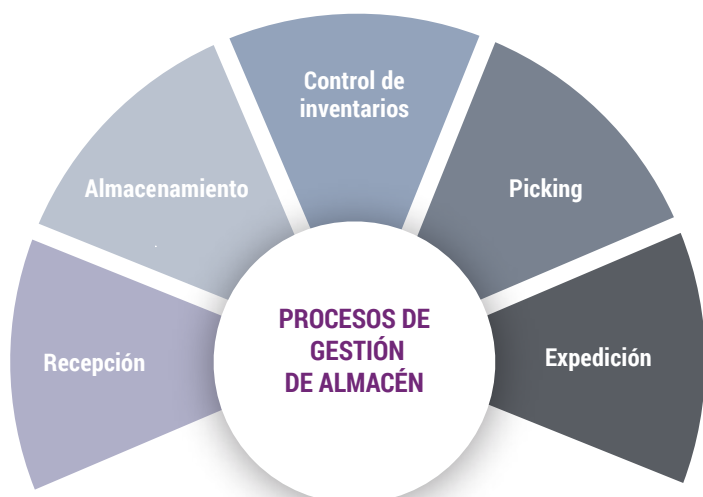 Control de
inventarios
Almacenamiento
Picking
Recepción
PROCESOS DE
GESTIÓN
DE ALMACÉN
Expedición